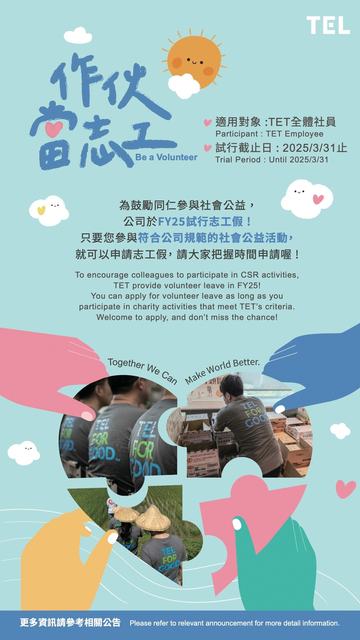 TEL
作伙
當志工
Be a Volunteer
適用對象 :TET全體社員
Participant : TET Employee
試行截止日 : 2025/3/31止
Trial Period : Until 2025/3/31
為鼓勵同仁參與社會公益，
公司於FY25試行志工假！
只要您參與符合公司規範的社會公益活動，
就可以申請志工假，請大家把握時間申請喔！
To encourage colleagues to participate in CSR activities,
TET provide volunteer leave in FY25!
You can apply for volunteer leave as long as you
participate in charity activities that meet TET's criteria.
Welcome to apply, and don't miss the chance!
Together We Can Make World Better.
TEL
FOR
GOOD.
TEL
FOR
GOOD.
TEL
FOR
GOOD.
更多資訊請參考相關公告 Please refer to relevant announcement for more detail information.